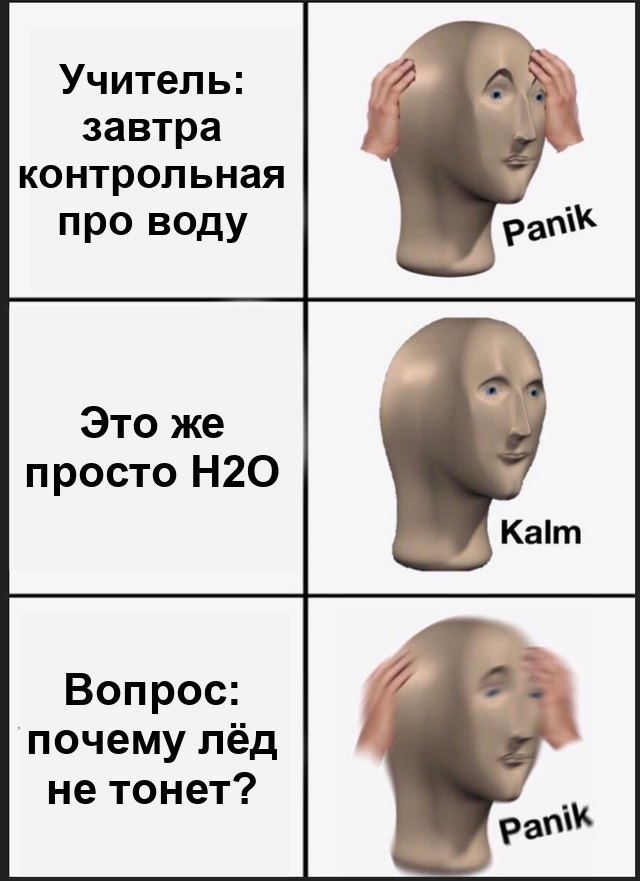 Учитель:
завтра
контрольная
про воду
Panik
Это же
просто H2O
Kalm
Вопрос:
почему лёд
не тонет?
Panik